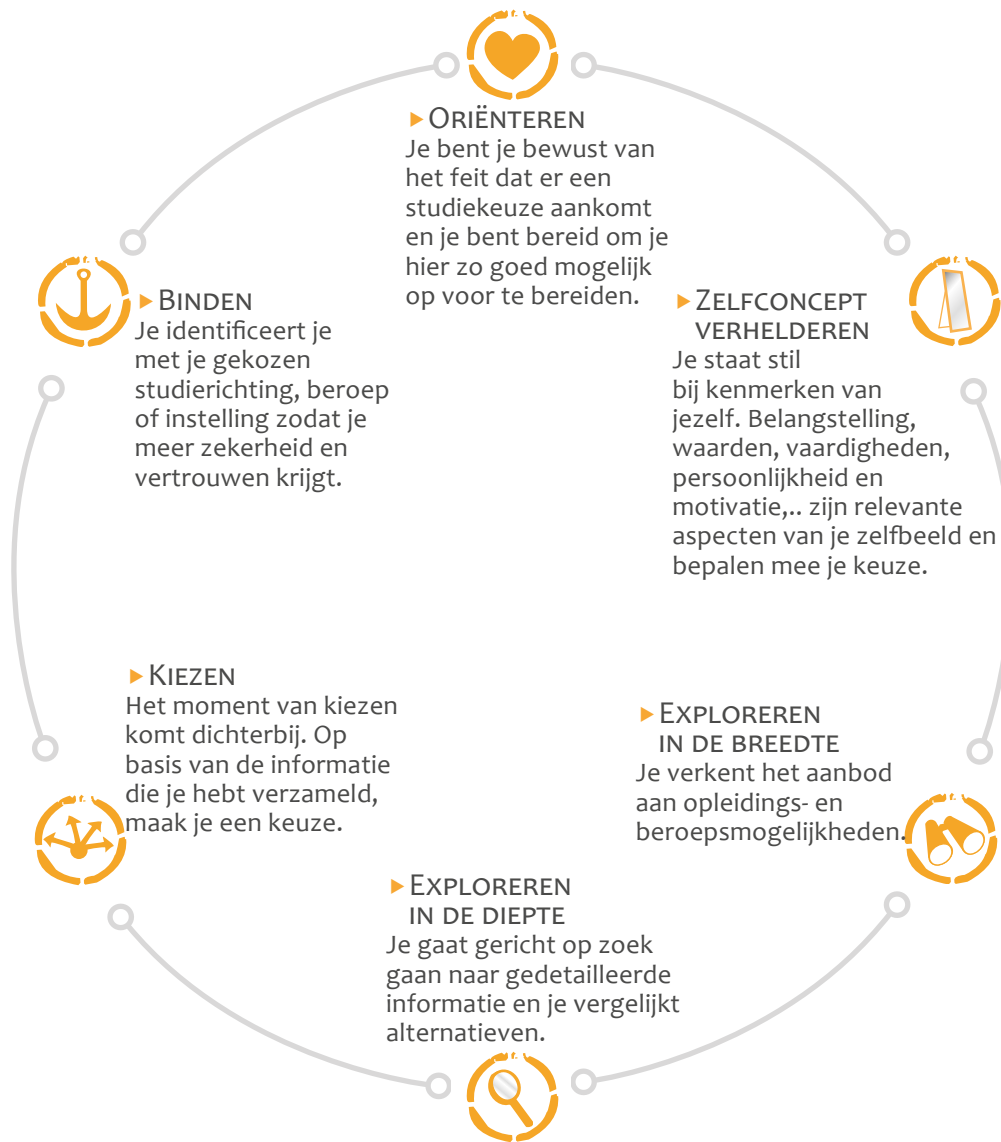 ▸ORIËNTEREN
Je bent je bewust van
het feit dat er een
studiekeuze aankomt
en je bent bereid om je
hier zo goed mogelijk
op voor te bereiden.
▸ZELFCONCEPT
VERHELDEREN
Je staat stil
bij kenmerken van
jezelf. Belangstelling,
waarden, vaardigheden,
persoonlijkheid en
motivatie,.. zijn relevante
aspecten van je zelfbeeld en
bepalen mee je keuze.
▸EXPLOREREN
IN DE BREEDTE
Je verkent het aanbod
aan opleidings- en
beroepsmogelijkheden.
▸EXPLOREREN
IN DE DIEPTE
Je gaat gericht op zoek
gaan naar gedetailleerde
informatie en je vergelijkt
alternatieven.
▸KIEZEN
Het moment van kiezen
komt dichterbij. Op
basis van de informatie
die je hebt verzameld,
maak je een keuze.
▸BINDEN
Je identificeert je
met je gekozen
studierichting, beroep
of instelling zodat je
meer zekerheid en
vertrouwen krijgt.